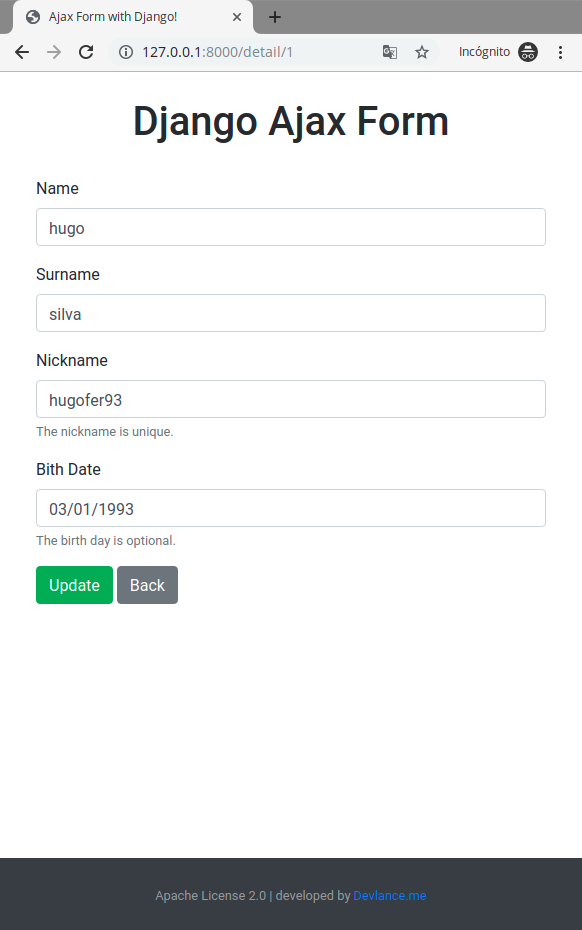 Ajax Form with Django!
127.0.0.1:8000/detail/1
Incógnito
Django Ajax Form
Name
hugo
Surname
silva
Nickname
hugofer93
The nickname is unique.
Bith Date
03/01/1993
The birth day is optional.
Update Back
Apache License 2.0 | developed by Devlance.me